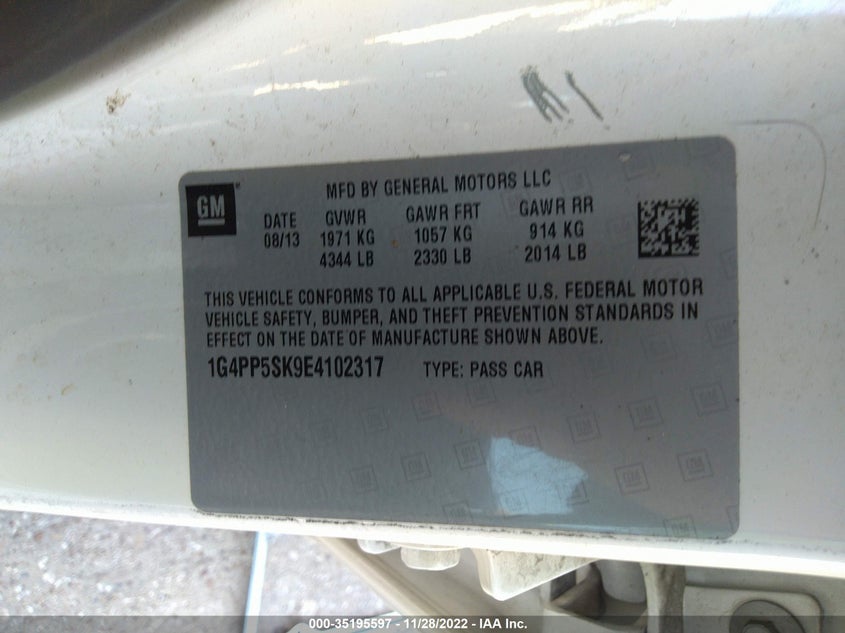 MFD BY GENERAL MOTORS LLC
GM
DATE GVWR GAWR FRT GAWR RR
08/13 1971 KG 1057 KG 914 KG
4344 LB 2330 LB 2014 LB
THIS VEHICLE CONFORMS TO ALL APPLICABLE U.S. FEDERAL MOTOR
VEHICLE SAFETY, BUMPER, AND THEFT PREVENTION STANDARDS IN
EFFECT ON THE DATE OF MANUFACTURE SHOWN ABOVE.
1G4PP5SK9E4102317 TYPE: PASS CAR
000-35195597 - 11/28/2022 - IAA Inc.